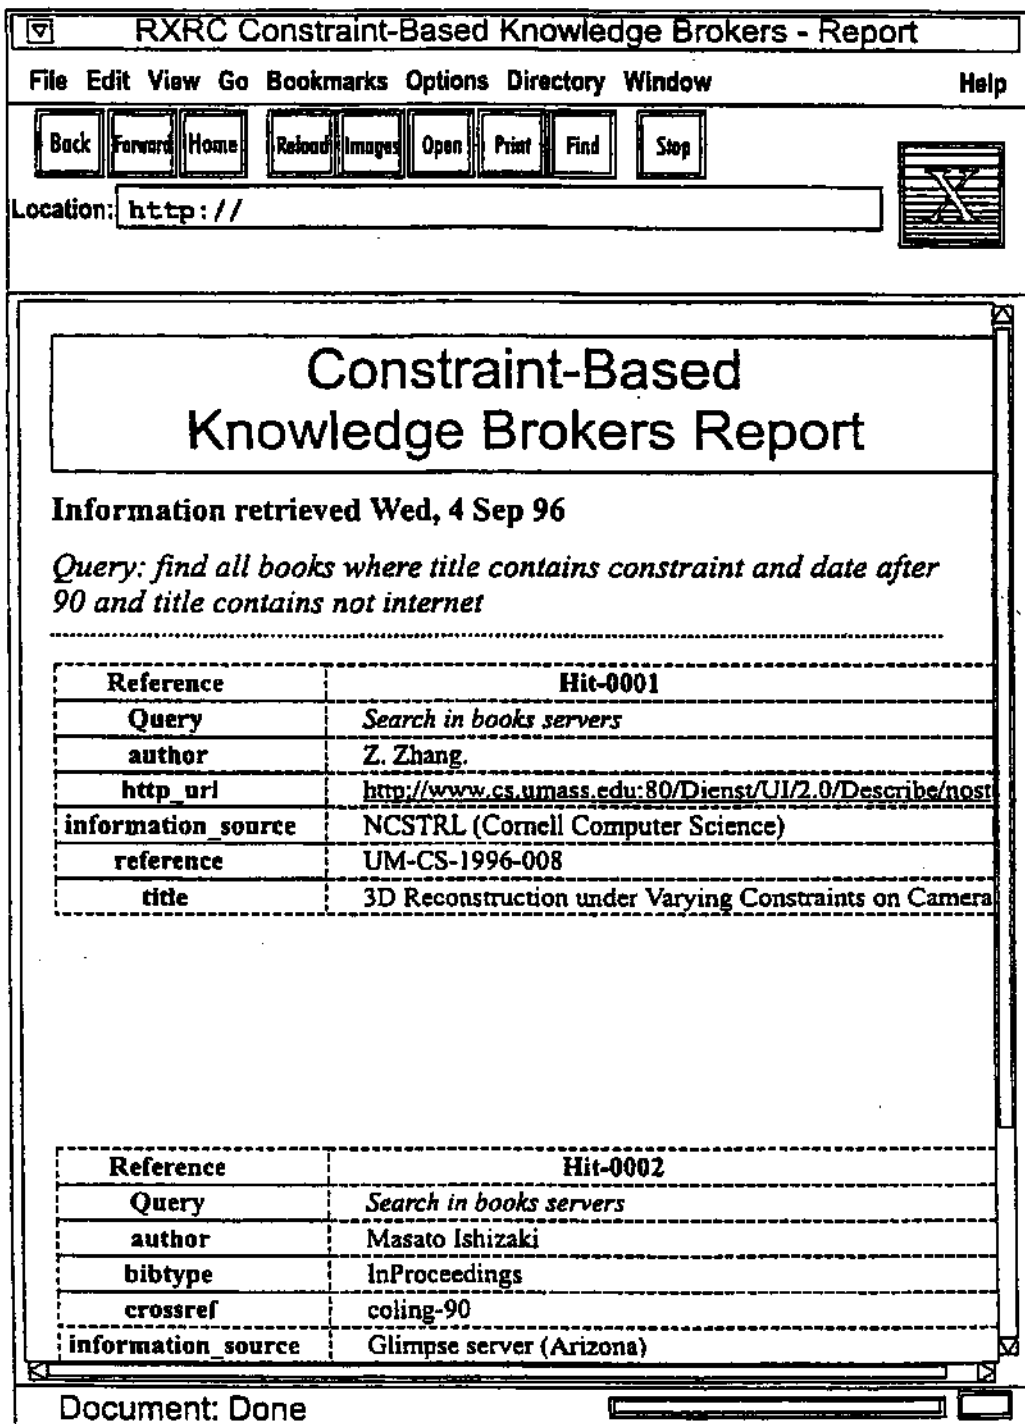 RXRC Constraint-Based Knowledge Brokers - Report
File Edit View Go Bookmarks Options Directory Window Help
Back Forward Home Reload Images Open Print Find Stop
X
Location: http://
Constraint-Based
Knowledge Brokers Report
Information retrieved Wed, 4 Sep 96
Query: find all books where title contains constraint and date after
90 and title contains not internet
Reference Hit-0001
Query Search in books servers
author Z. Zhang.
http_url http://www.cs.umass.edu:80/Dienst/UI/2.0/Describe/nost
information_source NCSTRL (Cornell Computer Science)
reference UM-CS-1996-008
title 3D Reconstruction under Varying Constraints on Camera
Reference Hit-0002
Query Search in books servers
author Masato Ishizaki
bibtype InProceedings
crossref coling-90
information_source Glimpse server (Arizona)
Document: Done